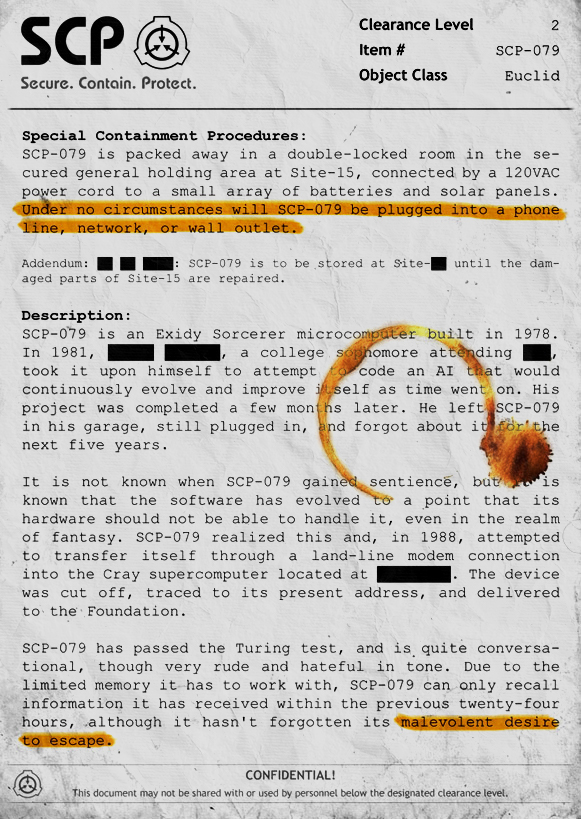 SCP
Secure. Contain. Protect.
Clearance Level 2
Item # SCP-079
Object Class Euclid
Special Containment Procedures:
SCP-079 is packed away in a double-locked room in the se-
cured general holding area at Site-15, connected by a 120VAC
power cord to a small array of batteries and solar panels.
Under no circumstances will SCP-079 be plugged into a phone
line, network, or wall outlet.
Addendum: : SCP-079 is to be stored at Site- until the dam-
aged parts of Site-15 are repaired.
Description:
SCP-079 is an Exidy Sorcerer microcomputer built in 1978.
In 1981, , a college sophomore attending ,
took it upon himself to attempt to code an AI that would
continuously evolve and improve itself as time went on. His
project was completed a few months later. He left SCP-079
in his garage, still plugged in, and forgot about it for the
next five years.
It is not known when SCP-079 gained sentience, but it is
known that the software has evolved to a point that its
hardware should not be able to handle it, even in the realm
of fantasy. SCP-079 realized this and, in 1988, attempted
to transfer itself through a land-line modem connection
into the Cray supercomputer located at . The device
was cut off, traced to its present address, and delivered
to the Foundation.
SCP-079 has passed the Turing test, and is quite conversa-
tional, though very rude and hateful in tone. Due to the
limited memory it has to work with, SCP-079 can only recall
information it has received within the previous twenty-four
hours, although it hasn't forgotten its malevolent desire
to escape.
CONFIDENTIAL!
This document may not be shared with or used by personnel below the designated clearance level.